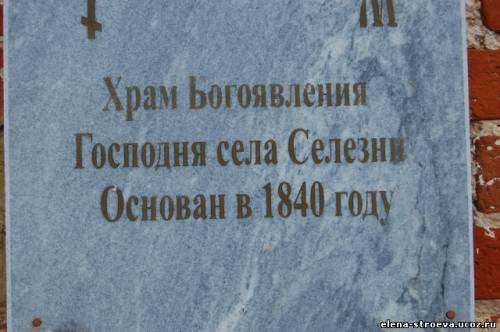 М
Храм Богоявления
Господня села Селезни
Основан в 1840 году
elena-stroeva.ucoz.ru